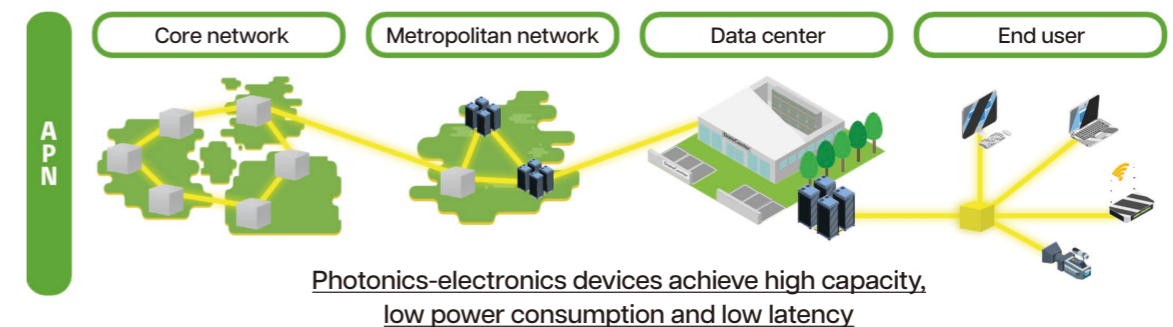 APN
Core network
Metropolitan network
Data center
End user
Photonics-electronics devices achieve high capacity,
low power consumption and low latency